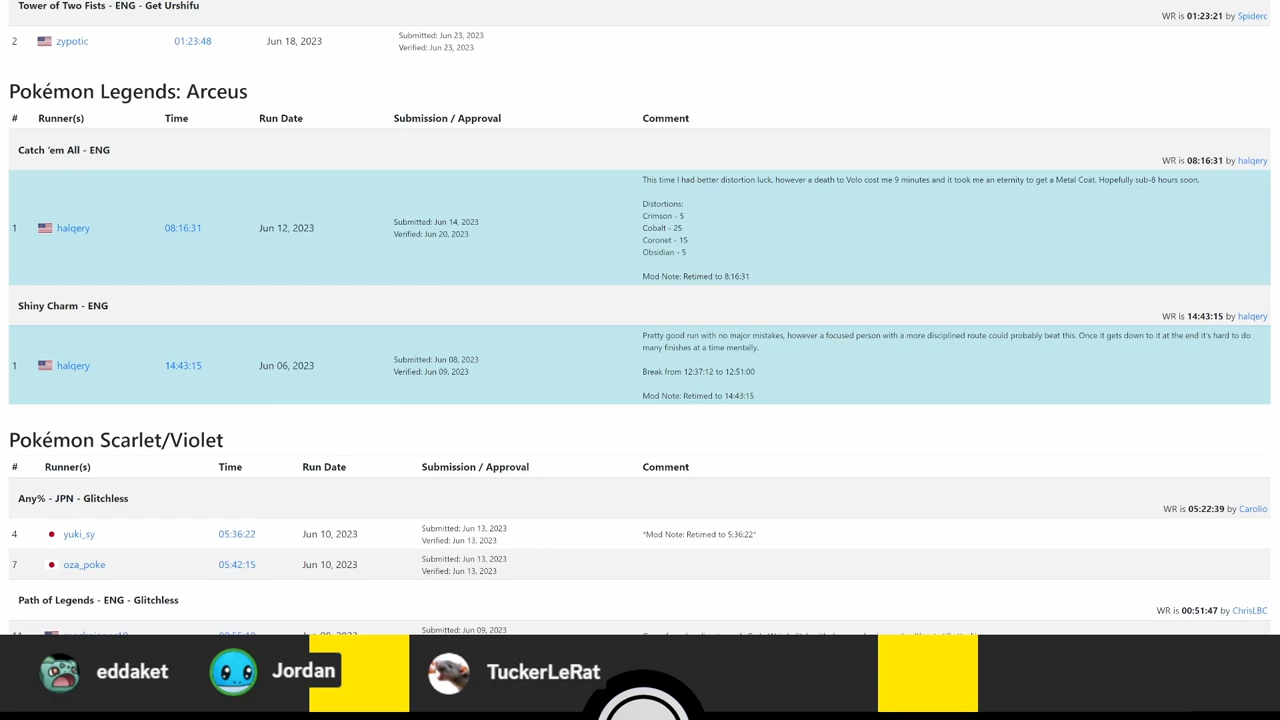 Tower of Two Fists - ENG - Get Urshifu
WR is 01:23:21 by Spiderc
2 zypotic 01:23:48 Jun 18, 2023 Submitted: Jun 23, 2023
Verified: Jun 23, 2023
Pokémon Legends: Arceus
# Runner(s) Time Run Date Submission / Approval Comment
Catch 'em All - ENG
WR is 08:16:31 by halqery
This time I had better distortion luck, however a death to Volo cost me 9 minutes and it took me an eternity to get a Metal Coat. Hopefully sub-8 hours soon.
Distortions:
Crimson - 5
Cobalt - 25
Coronet - 15
Obsidian - 5
Mod Note: Retimed to 8:16:31
1 halqery 08:16:31 Jun 12, 2023 Submitted: Jun 14, 2023
Verified: Jun 20, 2023
Shiny Charm - ENG
WR is 14:43:15 by halqery
Pretty good run with no major mistakes, however a focused person with a more disciplined route could probably beat this. Once it gets down to it at the end it's hard to do
many finishes at a time mentally.
Break from 12:37:12 to 12:51:00
Mod Note: Retimed to 14:43:15
1 halqery 14:43:15 Jun 06, 2023 Submitted: Jun 08, 2023
Verified: Jun 09, 2023
Pokémon Scarlet/Violet
# Runner(s) Time Run Date Submission / Approval Comment
Any% - JPN - Glitchless
WR is 05:22:39 by Carolio
4 yuki_sy 05:36:22 Jun 10, 2023 Submitted: Jun 13, 2023
Verified: Jun 13, 2023
*Mod Note: Retimed to 5:36:22*
7 oza_poke 05:42:15 Jun 10, 2023 Submitted: Jun 13, 2023
Verified: Jun 13, 2023
Path of Legends - ENG - Glitchless
WR is 00:51:47 by ChrisLBC
Submitted: Jun 09, 2023
eddaket
Jordan
TuckerLeRat